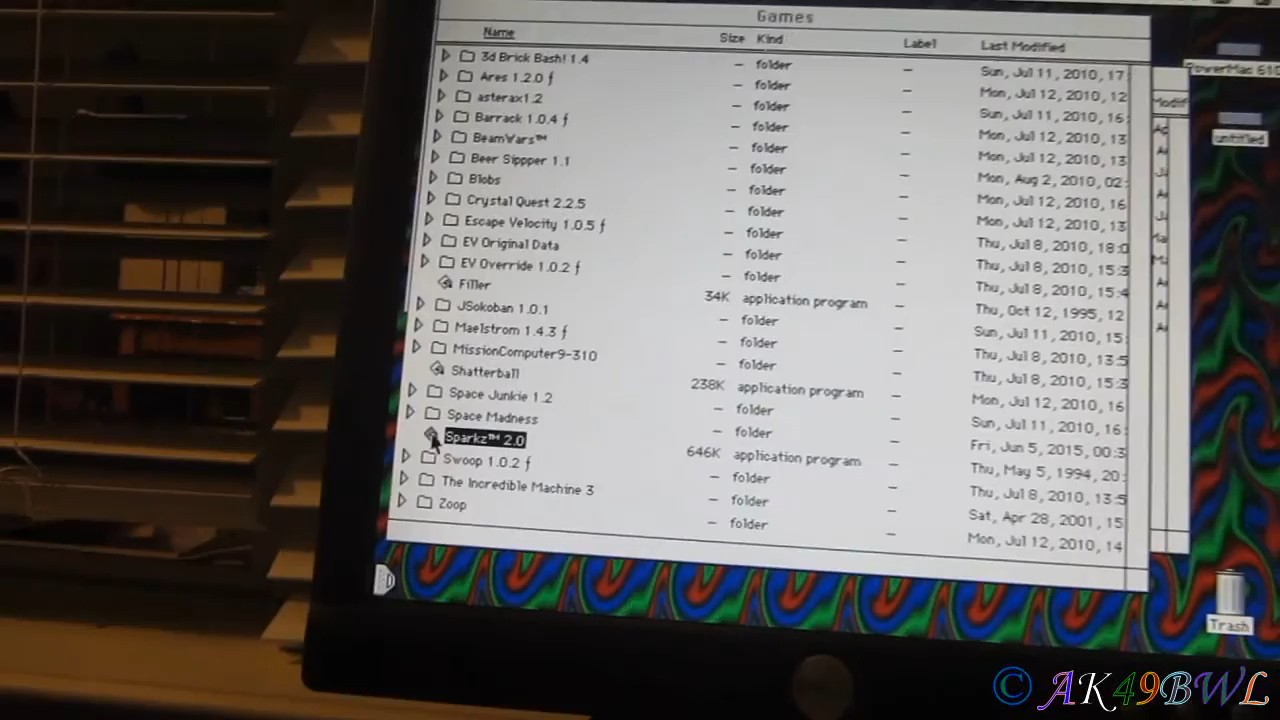 Games
Name Size Kind Label Last Modified
3d Brick Bash! 1.4 – folder – Sun, Jul 11, 2010, 17
Ares 1.2.0 ƒ – folder – Mon, Jul 12, 2010, 12
asterax1.2 – folder – Sun, Jul 11, 2010, 16
Barrack 1.0.4 ƒ – folder – Mon, Jul 12, 2010, 13
BeamWars™ – folder – Mon, Jul 12, 2010, 13
Beer Sippper 1.1 – folder – Mon, Aug 2, 2010, 02:
Blobs – folder – Mon, Jul 12, 2010, 16
Crystal Quest 2.2.5 – folder – Mon, Jul 12, 2010, 13
Escape Velocity 1.0.5 ƒ – folder – Thu, Jul 8, 2010, 18:0
EV Original Data – folder – Thu, Jul 8, 2010, 15:3
EV Override 1.0.2 ƒ – folder – Thu, Jul 8, 2010, 15:4
Filler 34K application program – Thu, Oct 12, 1995, 12
JSokoban 1.0.1 – folder – Sun, Jul 11, 2010, 15:
Maelstrom 1.4.3 ƒ – folder – Thu, Jul 8, 2010, 13:5
MissionComputer9-310 – folder – Thu, Jul 8, 2010, 15:3
Shatterball 238K application program – Mon, Jul 12, 2010, 16
Space Junkie 1.2 – folder – Sun, Jul 11, 2010, 16
Space Madness – folder – Fri, Jun 5, 2015, 00:3
Sparkz™ 2.0 646K application program – Thu, May 5, 1994, 20:
Swoop 1.0.2 ƒ – folder – Thu, Jul 8, 2010, 13:5
The Incredible Machine 3 – folder – Sat, Apr 28, 2001, 15
Zoop – folder – Mon, Jul 12, 2010, 14
PowerMac 610
Modif
untitled
Trash
© AK49BWL